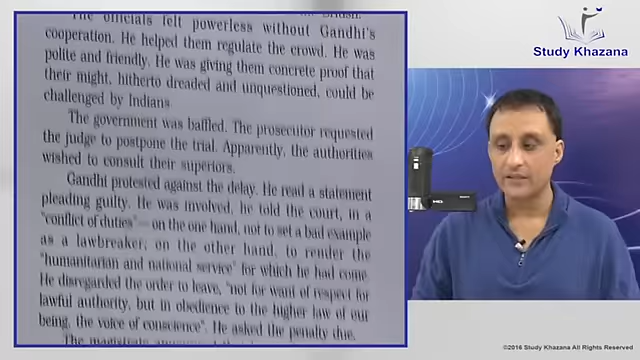 The officials felt powerless without Gandhi's
cooperation. He helped them regulate the crowd. He was
polite and friendly. He was giving them concrete proof that
their might, hitherto dreaded and unquestioned, could be
challenged by Indians
The government was baffled. The prosecutor requested
the judge to postpone the trial. Apparently, the authorities
wished to consult their superiors.
Gandhi protested against the delay. He read a statement
pleading guilty. He was involved, he told the court, in a
"conflict of duties"— on the one hand, not to set a bad example
as a lawbreaker; on the other hand, to render the
"humanitarian and national service" for which he had come.
He disregarded the order to leave, "not for want of respect for
lawful authority, but in obedience to the higher law of our
being, the voice of conscience". He asked the penalty due.
The magistrate
Study Khazana
HD
©2016 Study Khazana All Rights Reserved